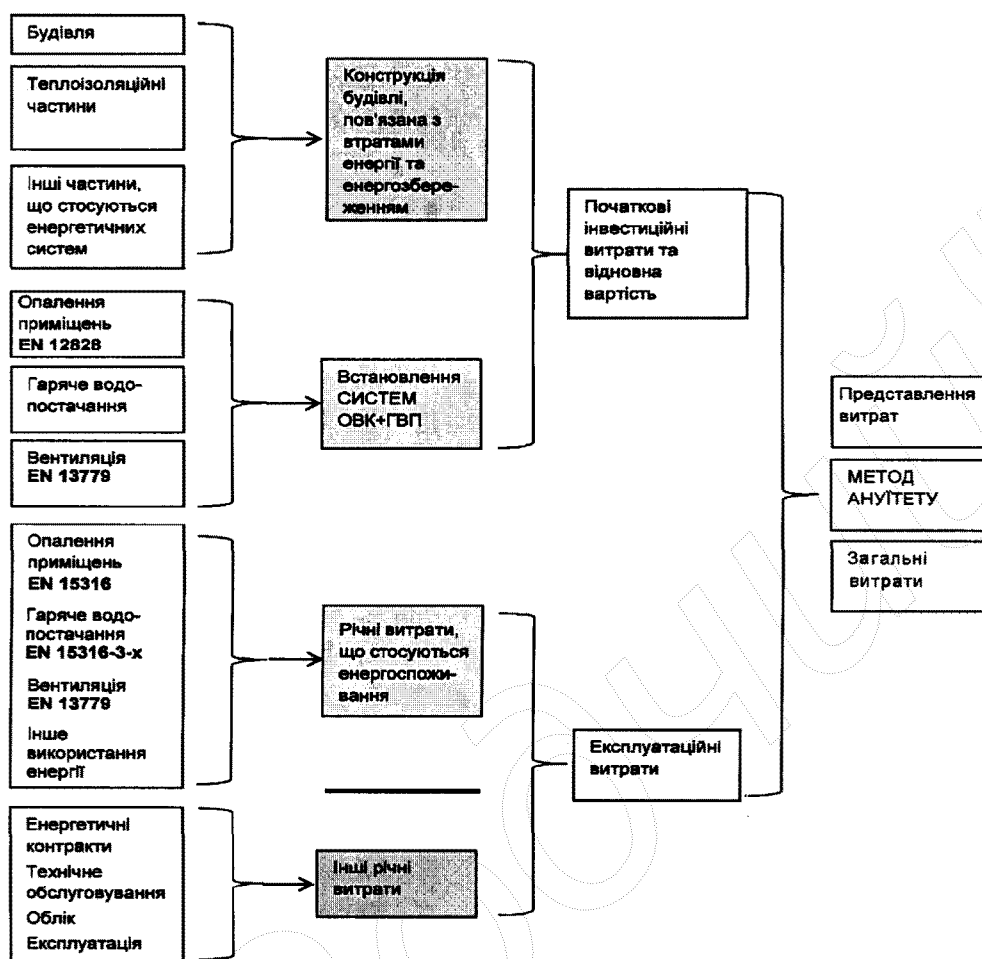 Будівля
Теплоізоляційні
частини
Інші частини,
що стосуються
енергетичних
систем
Опалення
приміщень
EN 12828
Гаряче водо-
постачання
Вентиляція
EN 13779
Опалення
приміщень
EN 15316
Гаряче водо-
постачання
EN 15316-3-x
Вентиляція
EN 13779
Інше
використання
енергії
Енергетичні
контракти
Технічне
обслуговування
Облік
Експлуатація
Конструкція
будівлі,
пов'язана з
втратами
енергії та
енергозбере-
женням
Встановлення
СИСТЕМ
ОВК+ГВП
Річні витрати,
що стосуються
енергоспожи-
вання
Інші річні
витрати
Початкові
інвестиційні
витрати та
відновна
вартість
Експлуатаційні
витрати
Представлення
витрат
МЕТОД
АНУЇТЕТУ
Загальні
витрати